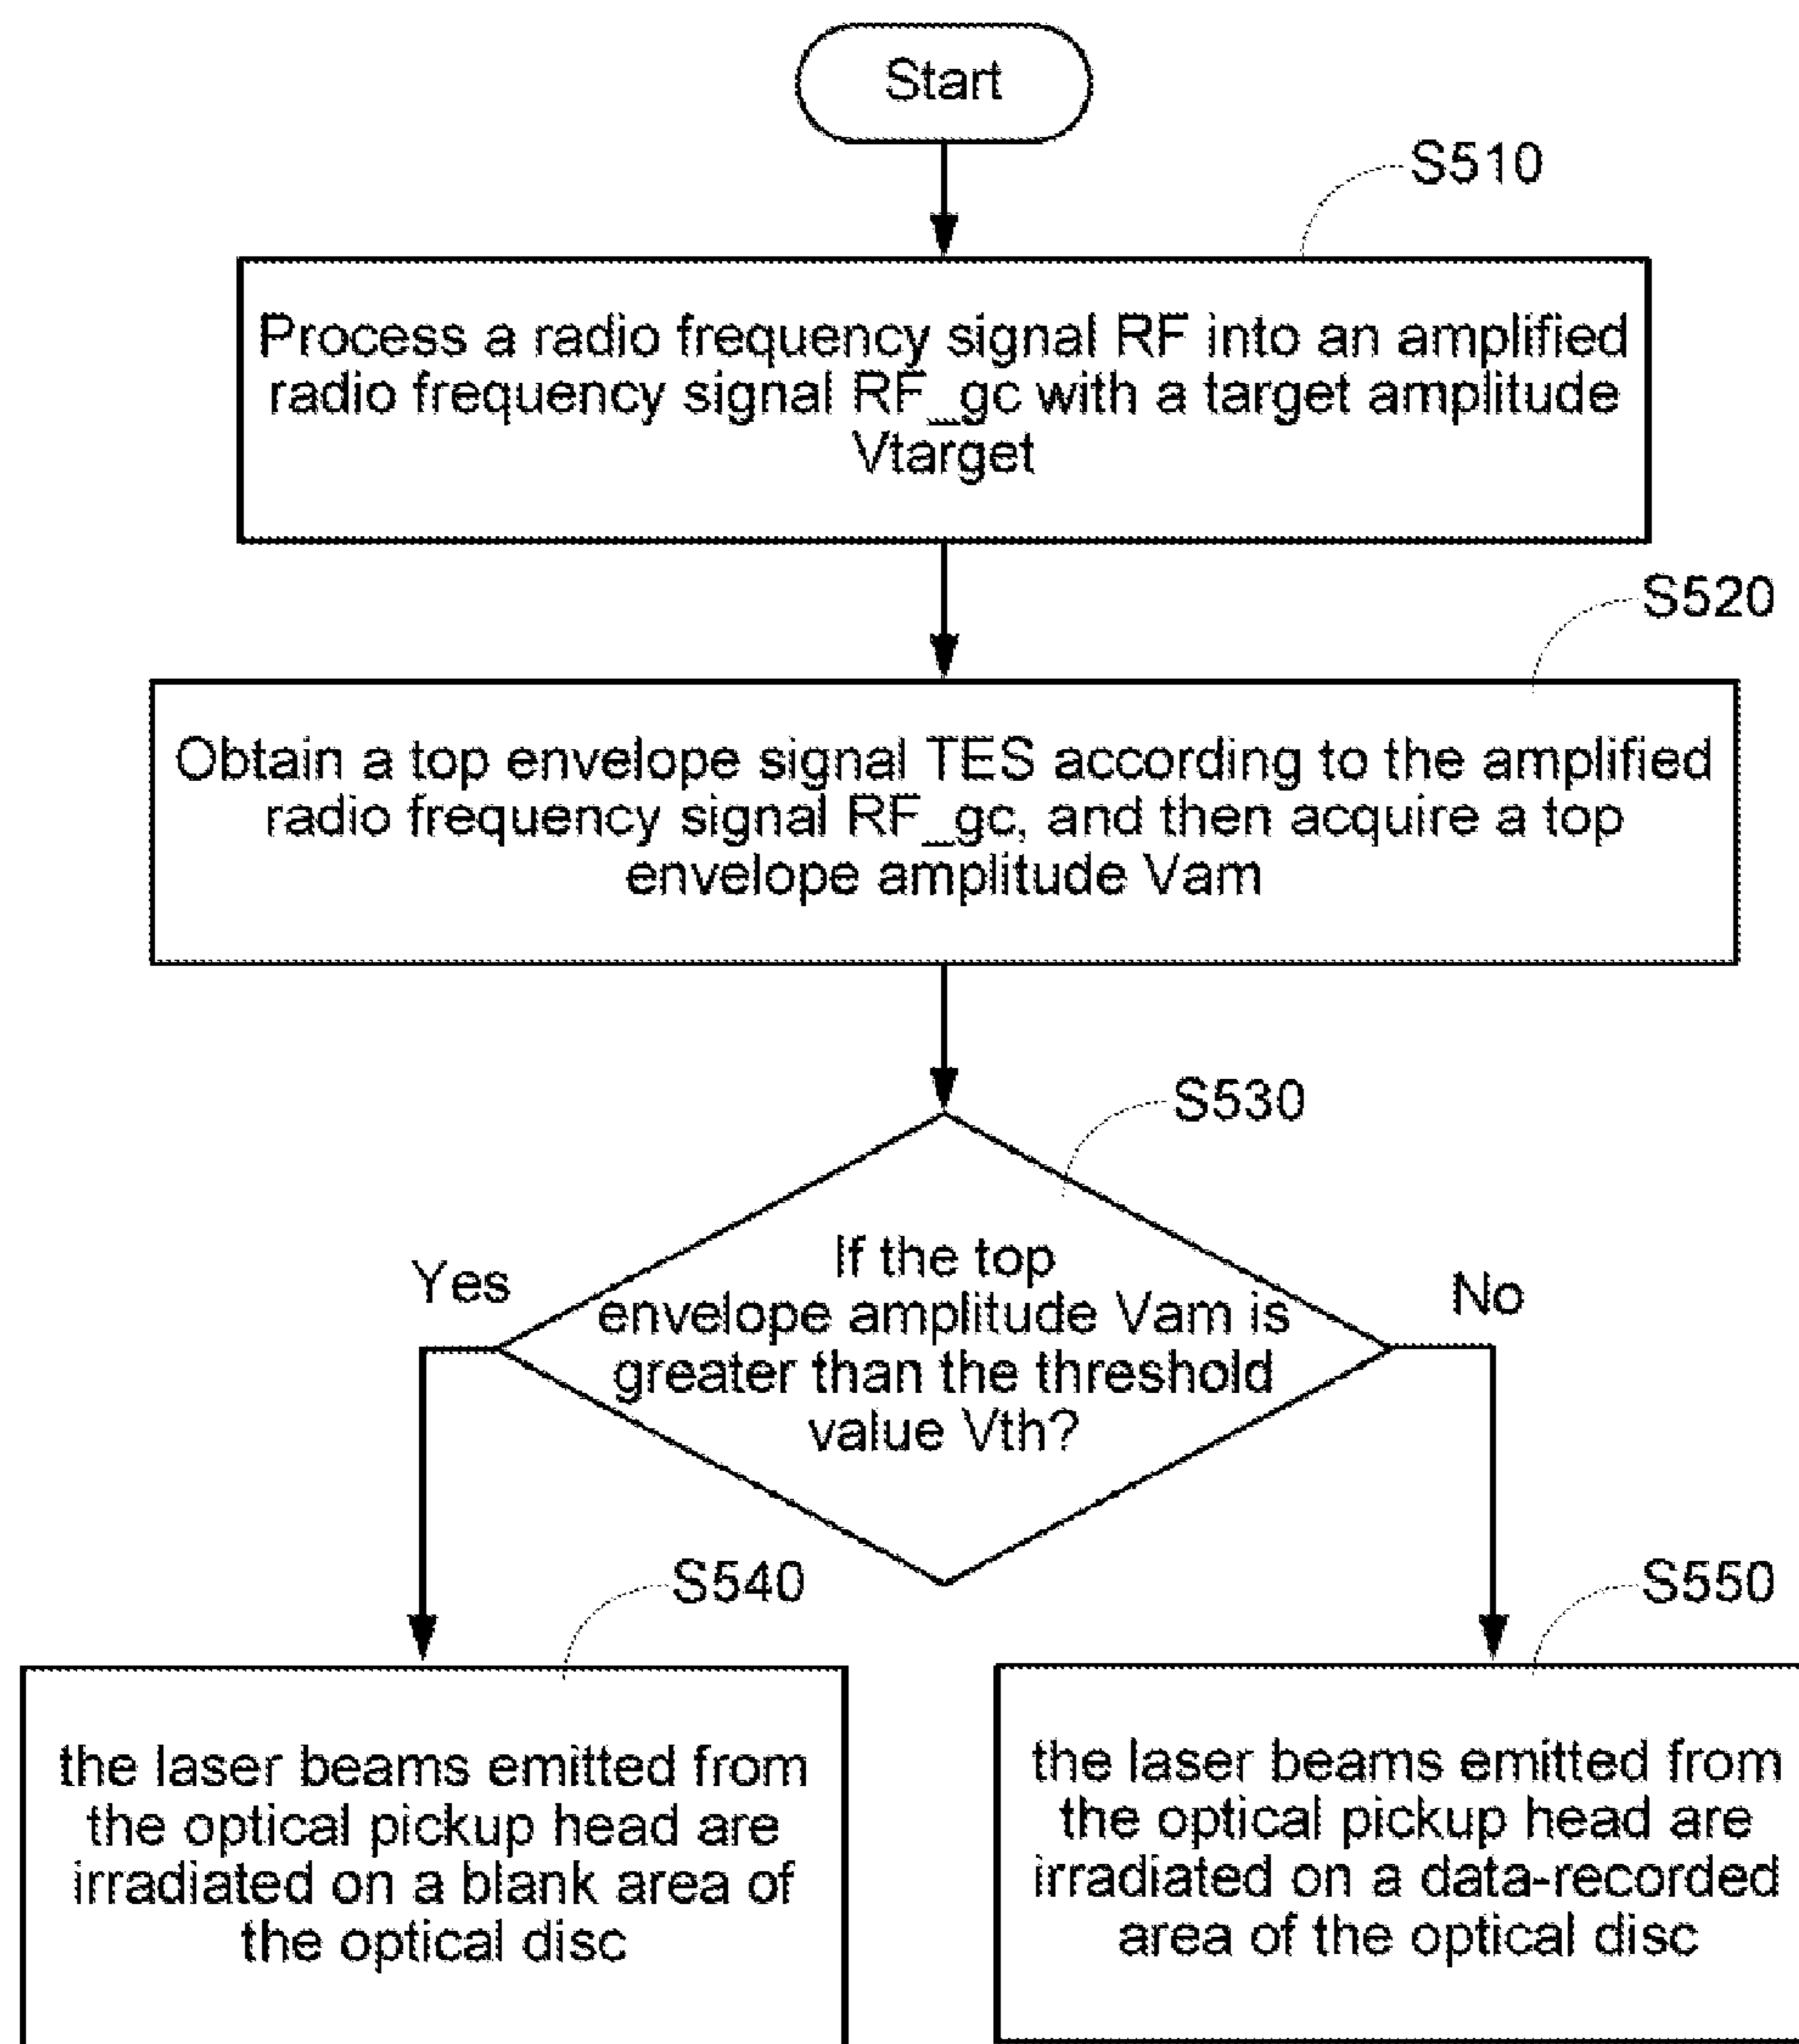 Start
S510
Process a radio frequency signal RF into an amplified
radio frequency signal RF_gc with a target amplitude
Vtarget
S520
Obtain a top envelope signal TES according to the amplified
radio frequency signal RF_gc, and then acquire a top
envelope amplitude Vam
S530
If the top
envelope amplitude Vam is
greater than the threshold
value Vth?
Yes
No
S540
the laser beams emitted from
the optical pickup head are
irradiated on a blank area of
the optical disc
S550
the laser beams emitted from
the optical pickup head are
irradiated on a data-recorded
area of the optical disc